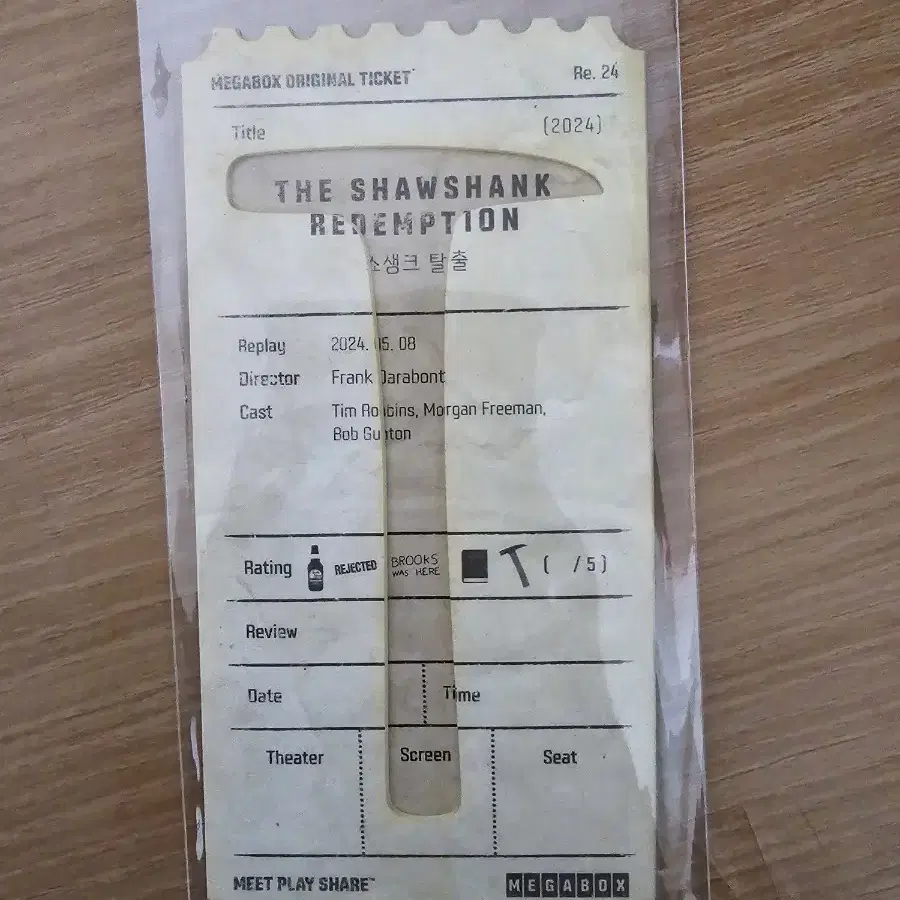 MEGABOX ORIGINAL TICKET Re. 24
Title (2024)
THE SHAWSHANK
REDEMPTION
쇼생크 탈출
Replay 2024. 05. 08
Director Frank Darabont
Cast Tim Robbins, Morgan Freeman,
Bob Gunton
Rating REJECTED BROOKS WAS HERE ( /5)
Review
Date Time
Theater Screen Seat
MEET PLAY SHARE™ MEGABOX